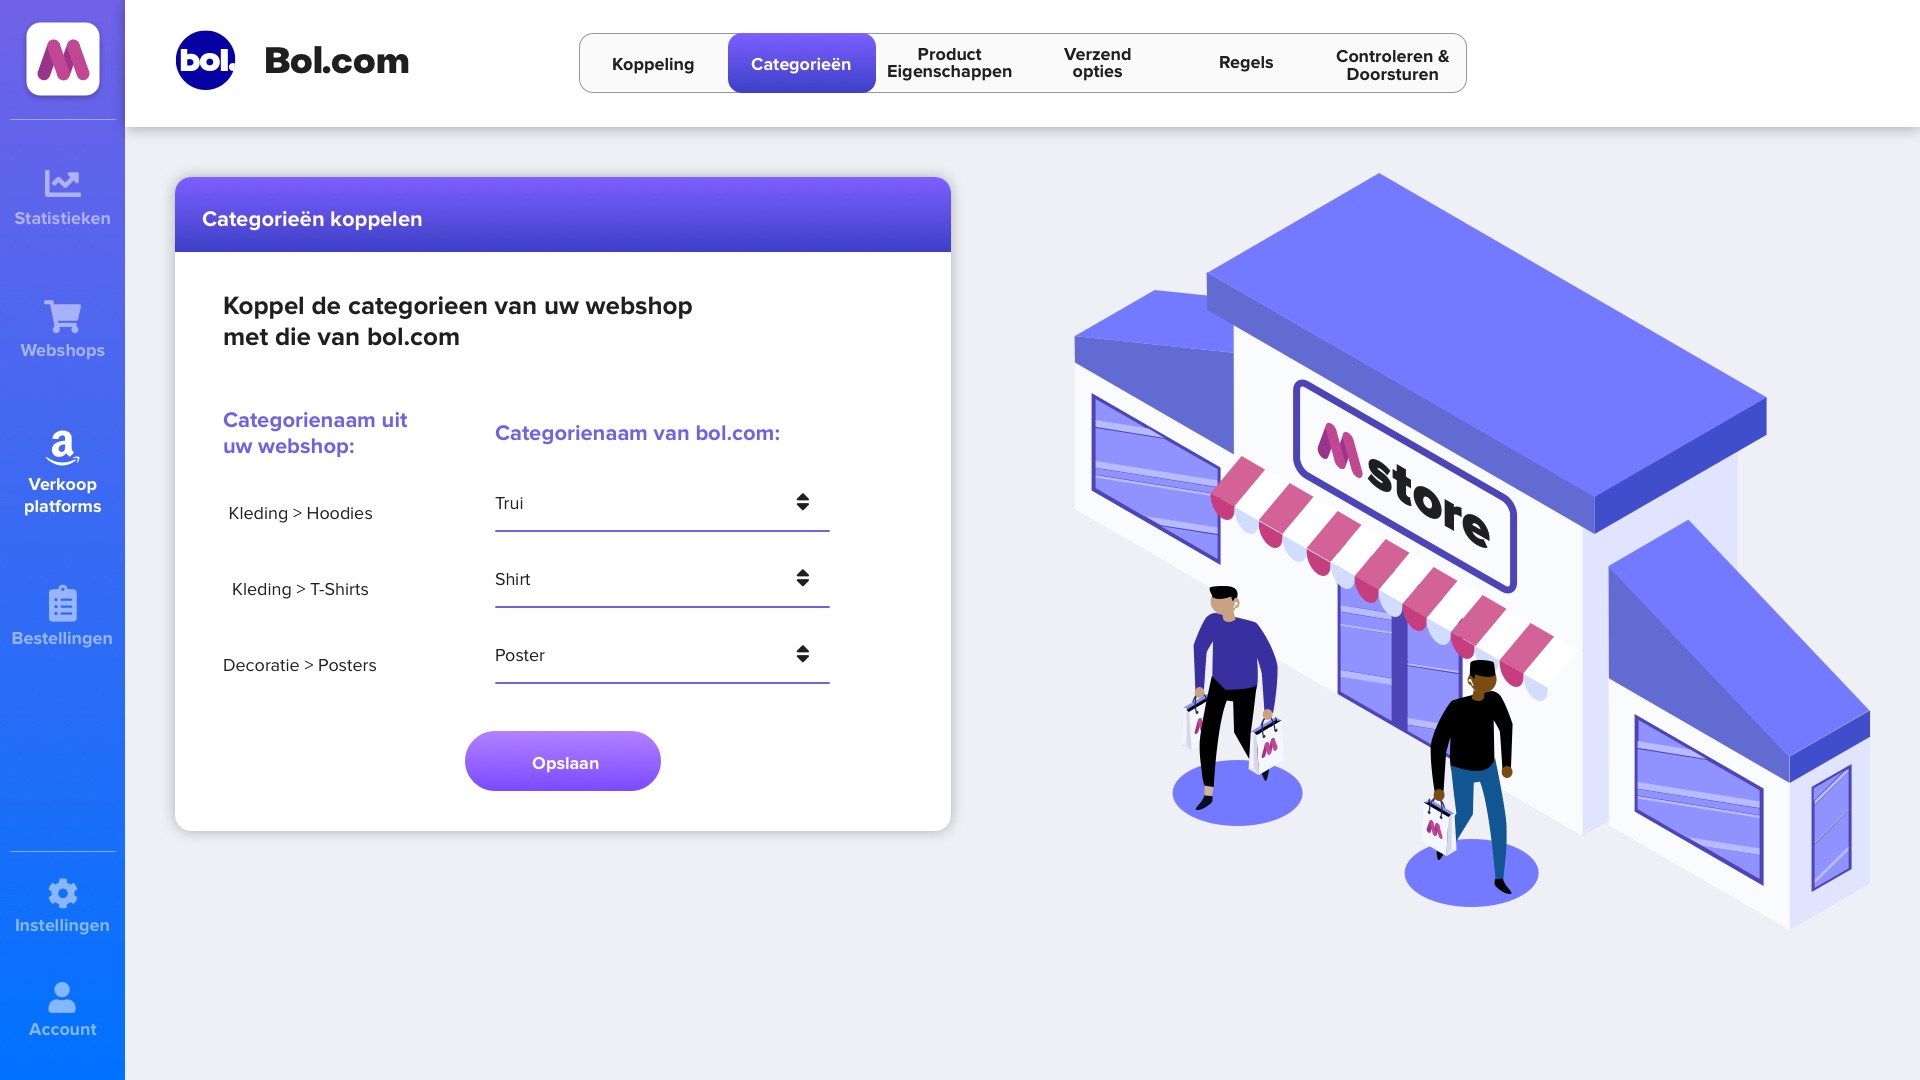 bol.
Bol.com
Koppeling
Categorieën
Product
Eigenschappen
Verzend
opties
Regels
Controleren &
Doorsturen
Statistieken
Webshops
Verkoop
platforms
Bestellingen
Instellingen
Account
Categorieën koppelen
Koppel de categorieen van uw webshop
met die van bol.com
Categorienaam uit
uw webshop:
Categorienaam van bol.com:
Kleding > Hoodies
Trui
Kleding > T-Shirts
Shirt
Decoratie > Posters
Poster
Opslaan
M store